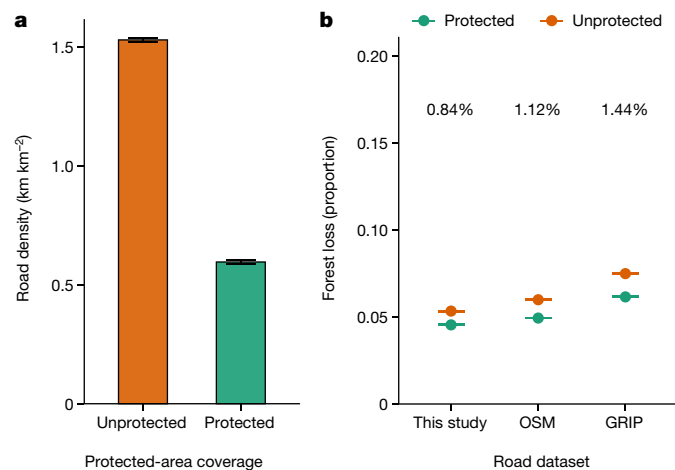 a
1.5
1.0
0.5
0
Road density (km km⁻²)
Unprotected Protected
Protected-area coverage
b
Protected Unprotected
0.20
0.15
0.10
0.05
0
Forest loss (proportion)
0.84% 1.12% 1.44%
This study OSM GRIP
Road dataset